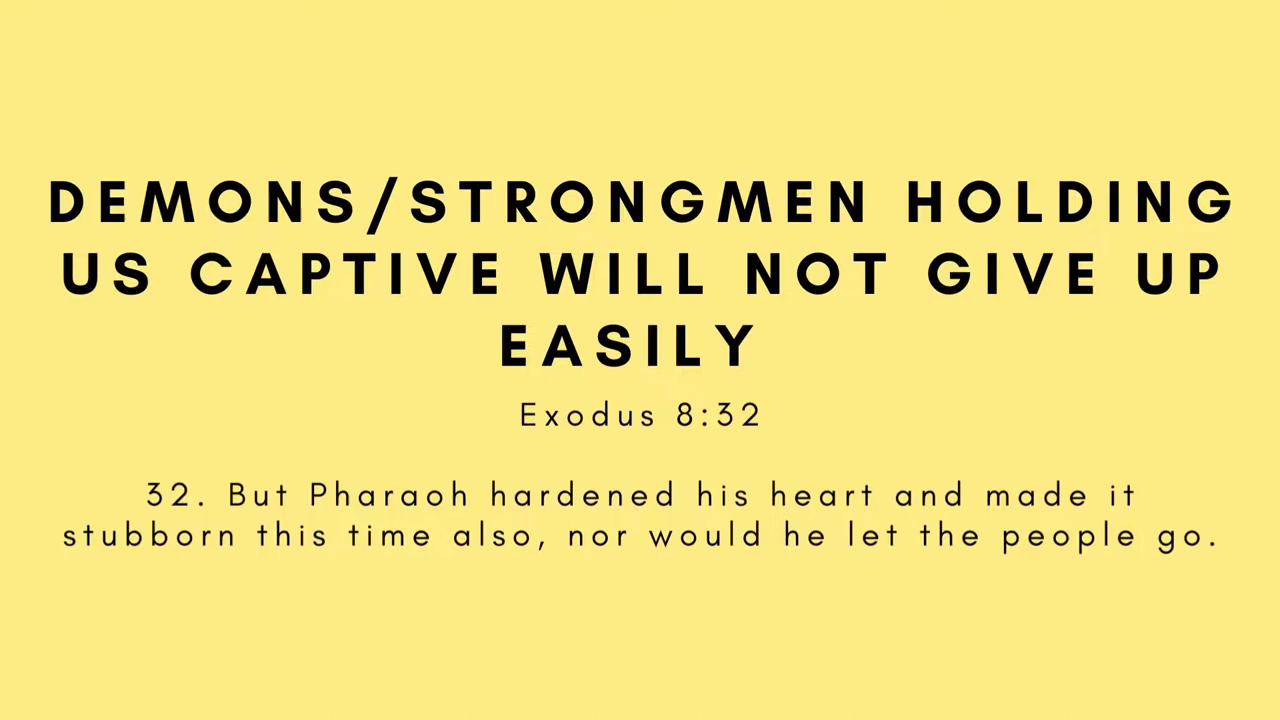 DEMONS/STRONGMEN HOLDING
US CAPTIVE WILL NOT GIVE UP
EASILY
Exodus 8:32
32. But Pharaoh hardened his heart and made it
stubborn this time also, nor would he let the people go.